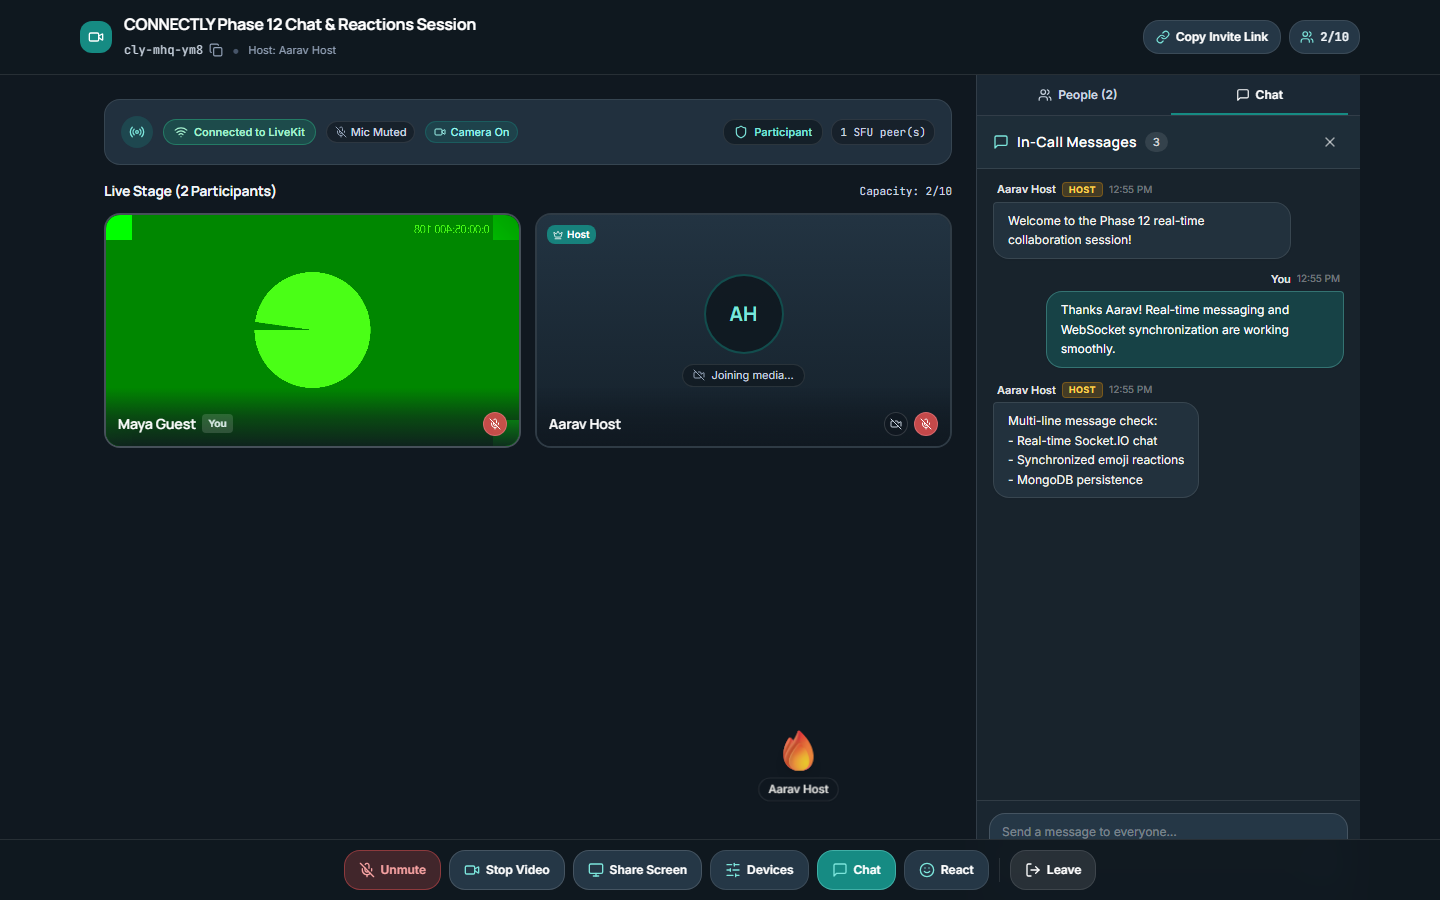 CONNECTLY Phase 12 Chat & Reactions Session
cly-mhq-ym8
Host: Aarav Host
Copy Invite Link
2/10
Connected to LiveKit
Mic Muted
Camera On
Participant
1 SFU peer(s)
Live Stage (2 Participants)
Capacity: 2/10
0:00:05:400 108
Maya Guest
You
Host
AH
Joining media...
Aarav Host
Aarav Host
People (2)
Chat
In-Call Messages
3
Aarav Host HOST 12:55 PM
Welcome to the Phase 12 real-time
collaboration session!
You 12:55 PM
Thanks Aarav! Real-time messaging and
WebSocket synchronization are working
smoothly.
Aarav Host HOST 12:55 PM
Multi-line message check:
- Real-time Socket.IO chat
- Synchronized emoji reactions
- MongoDB persistence
Send a message to everyone...
Unmute
Stop Video
Share Screen
Devices
Chat
React
Leave